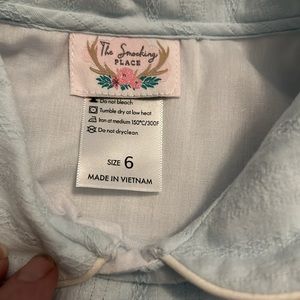 The Smocking
PLACE
Do not bleach
Tumble dry at low heat
Iron at medium 150°C/300F
Do not dryclean
SIZE 6
MADE IN VIETNAM